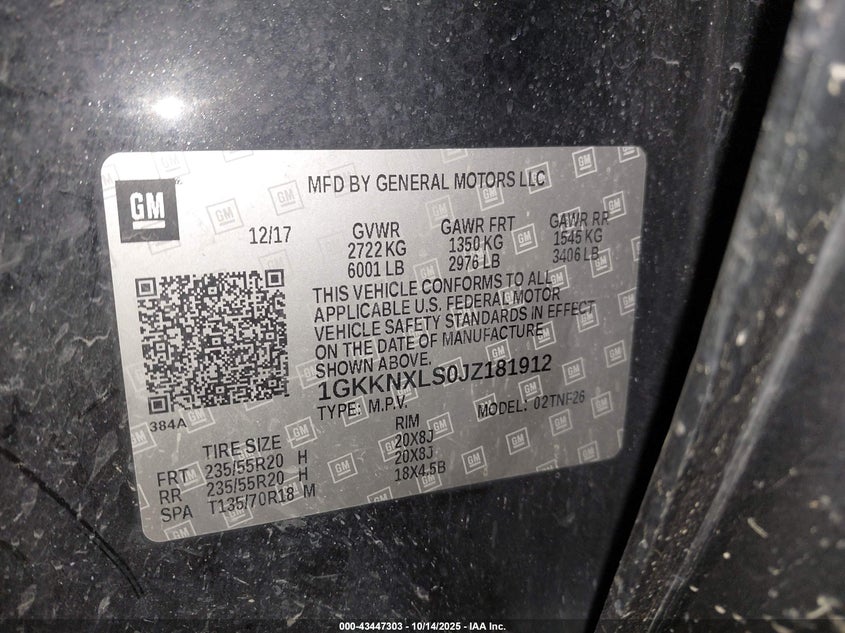 GM
MFD BY GENERAL MOTORS LLC
12/17
GVWR
2722 KG
6001 LB
GAWR FRT
1350 KG
2976 LB
GAWR RR
1545 KG
3406 LB
THIS VEHICLE CONFORMS TO ALL
APPLICABLE U.S. FEDERAL MOTOR
VEHICLE SAFETY STANDARDS IN EFFECT
ON THE DATE OF MANUFACTURE
SHOWN ABOVE.
1GKKNXLS0JZ181912
TYPE: M.P.V. MODEL: 02TNF26
384A
TIRE SIZE RIM
FRT 235/55R20 H 20X8J
RR 235/55R20 H 20X8J
SPA T135/70R18 M 18X4.5B
000-43447303 - 10/14/2025 - IAA Inc.